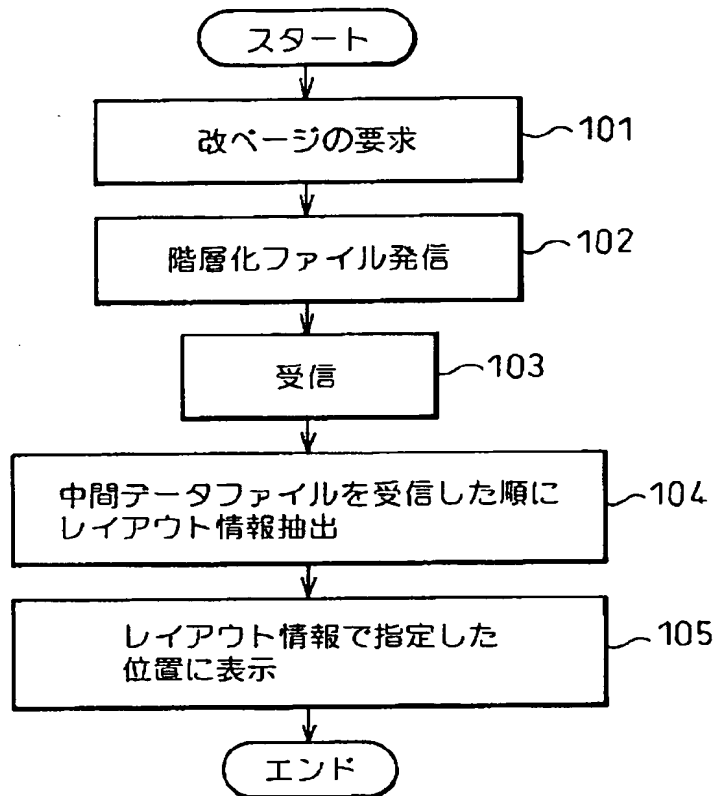 スタート
改ページの要求
101
階層化ファイル発信
102
受信
103
中間データファイルを受信した順に
レイアウト情報抽出
104
レイアウト情報で指定した
位置に表示
105
エンド